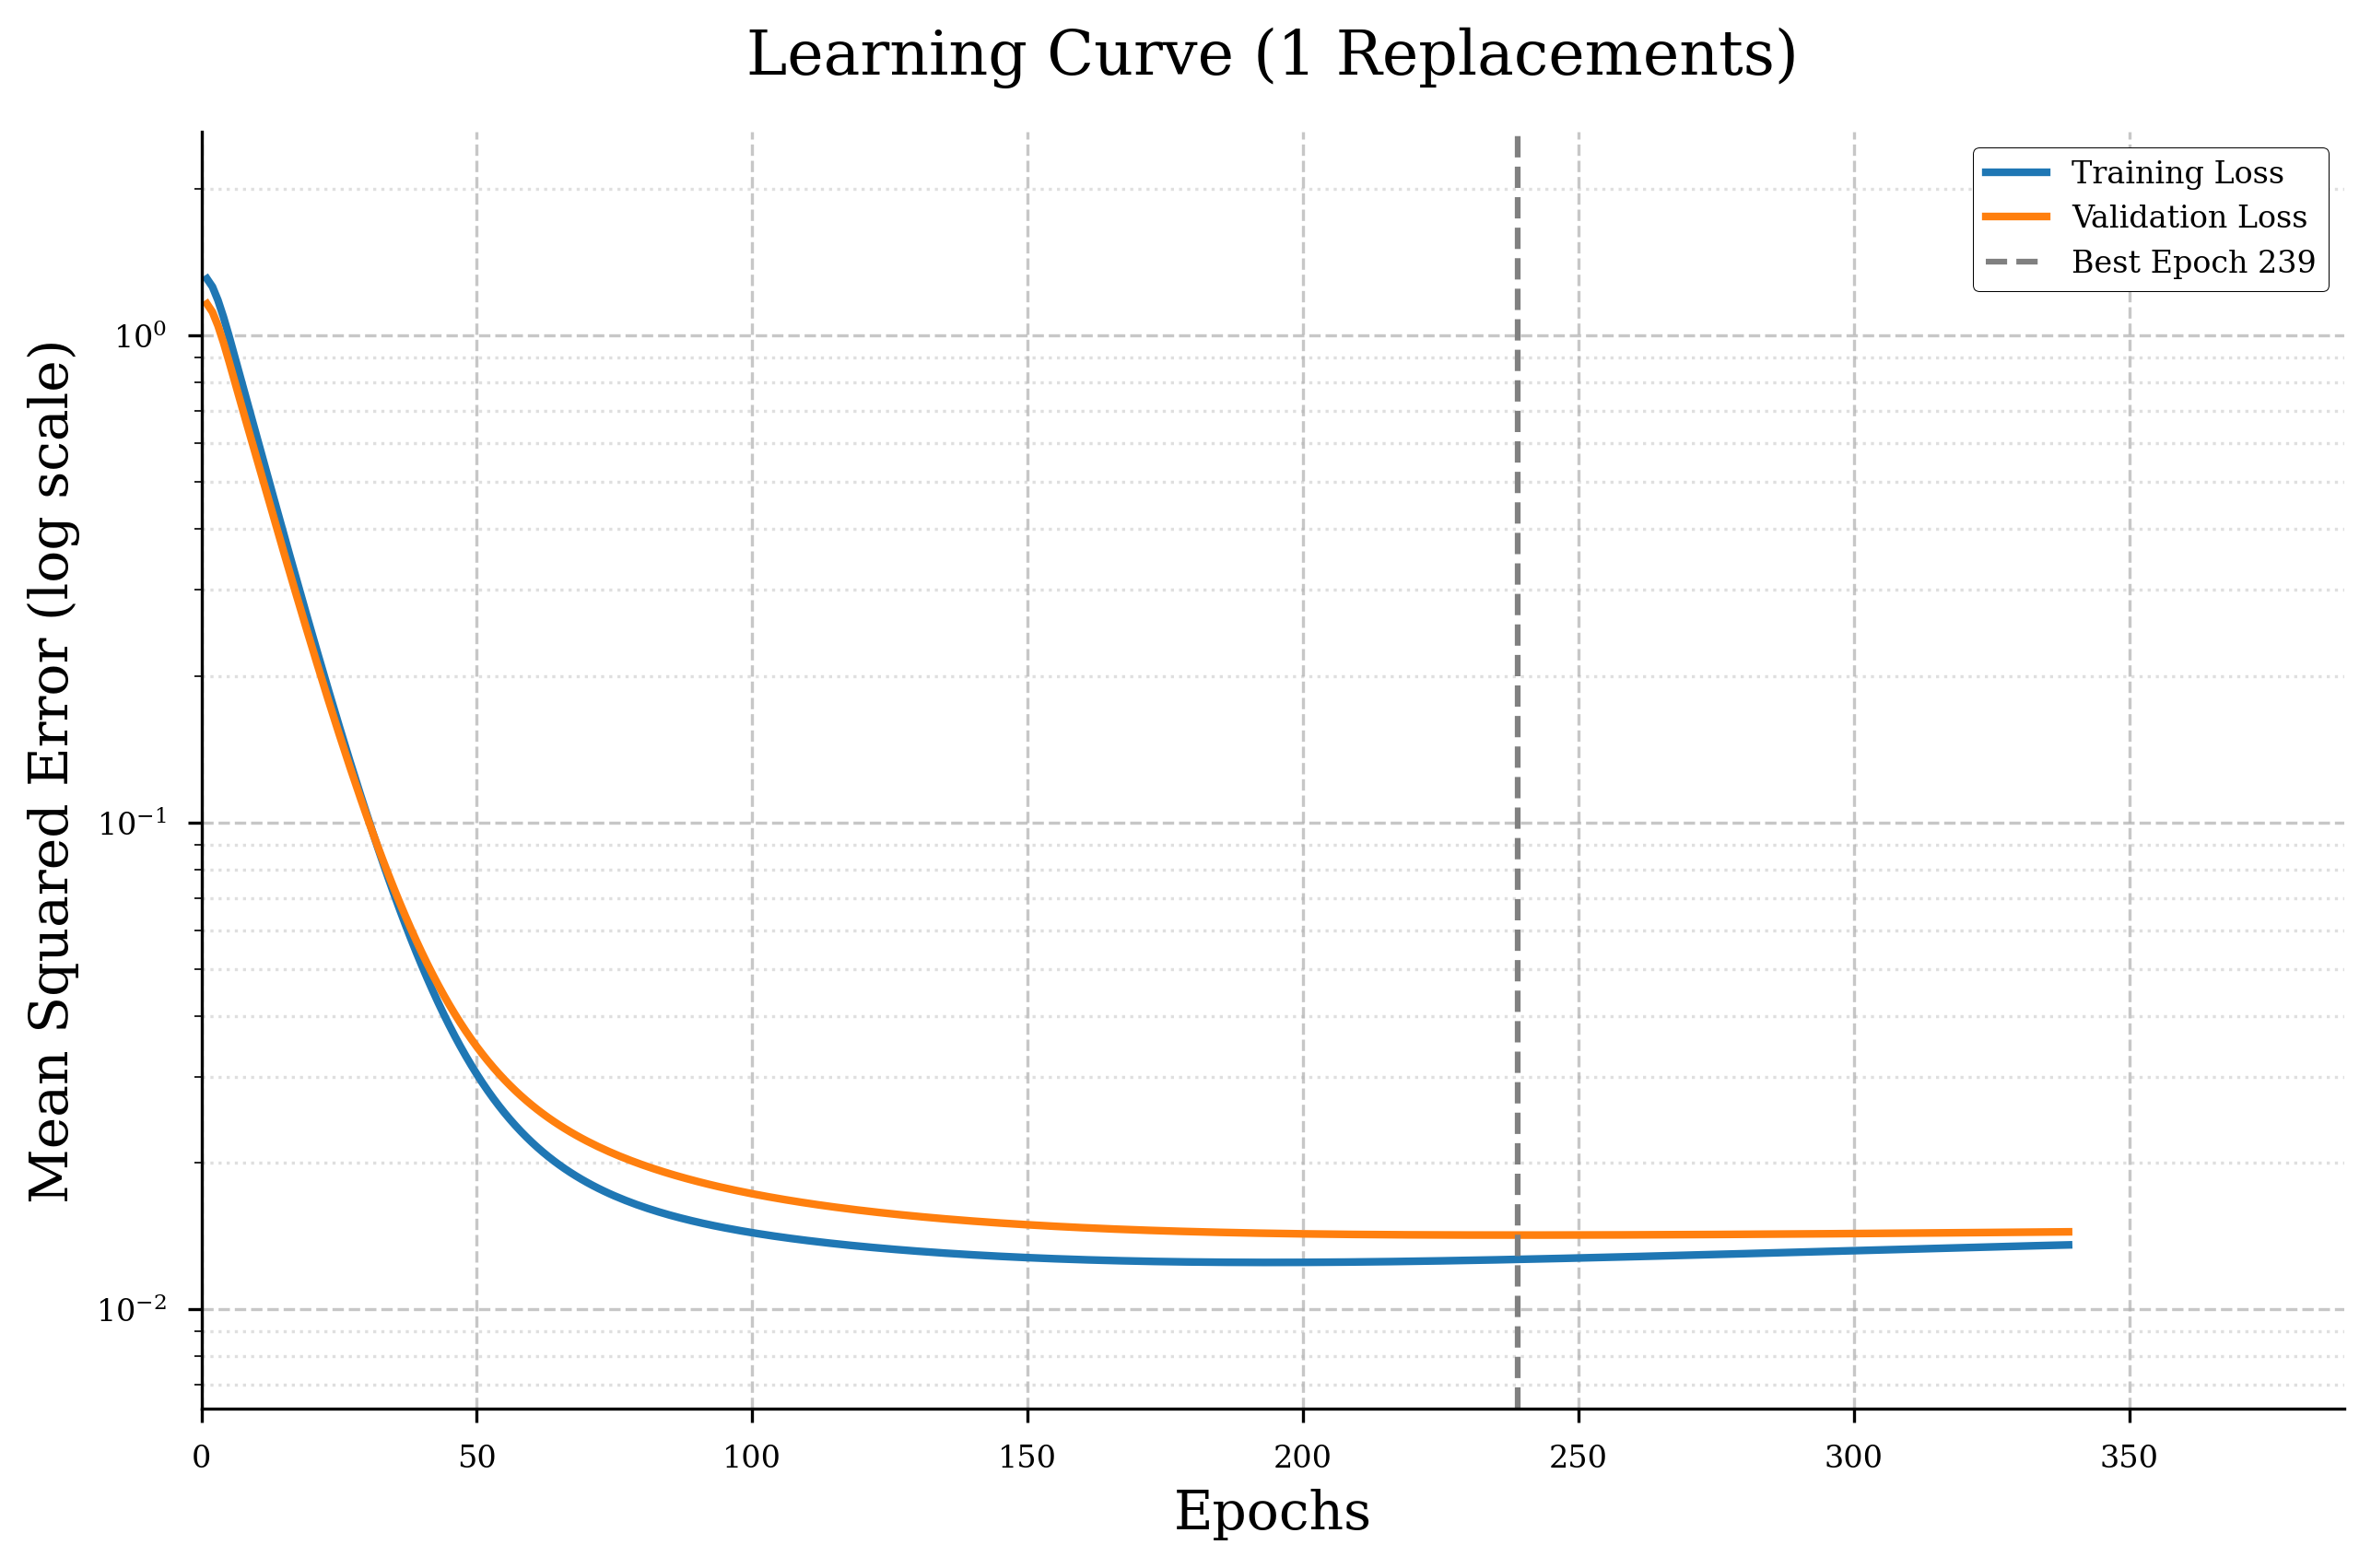 Learning Curve (1 Replacements)
Training Loss
Validation Loss
Best Epoch 239
Mean Squared Error (log scale)
10⁰
10⁻¹
10⁻²
0 50 100 150 200 250 300 350
Epochs